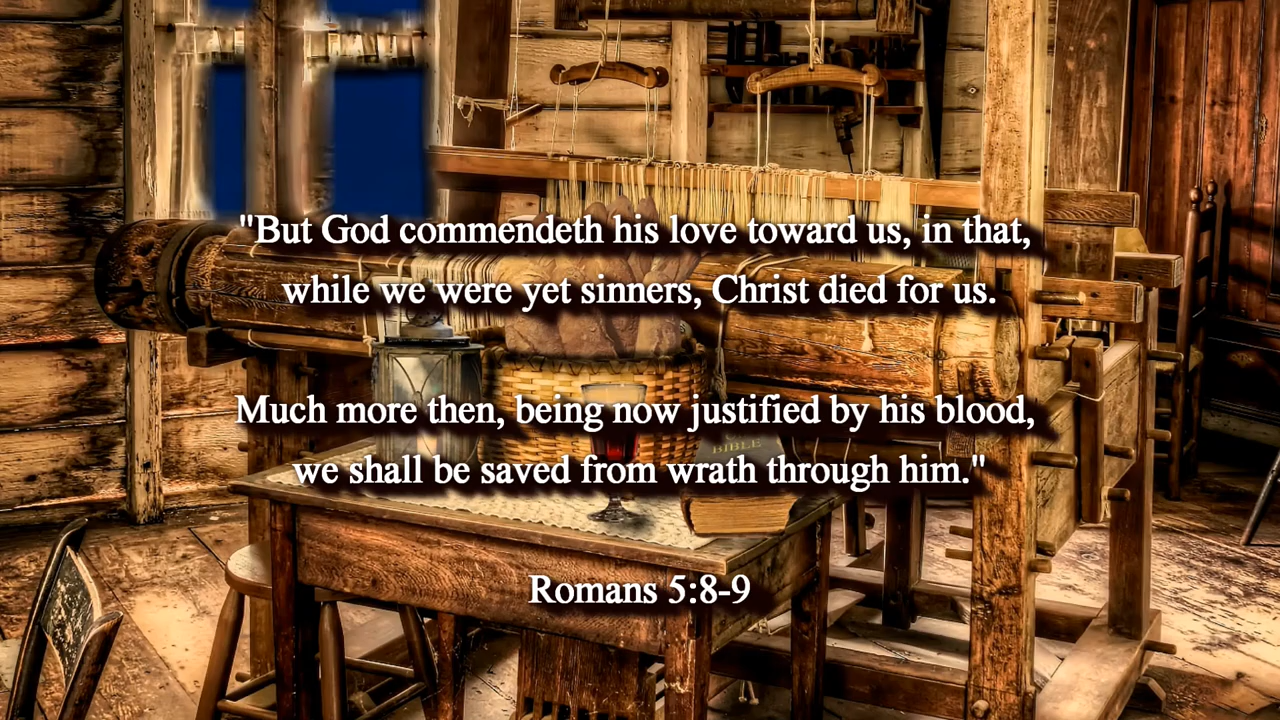 "But God commendeth his love toward us, in that,
while we were yet sinners, Christ died for us.
Much more then, being now justified by his blood,
we shall be saved from wrath through him."
BIBLE
Romans 5:8-9